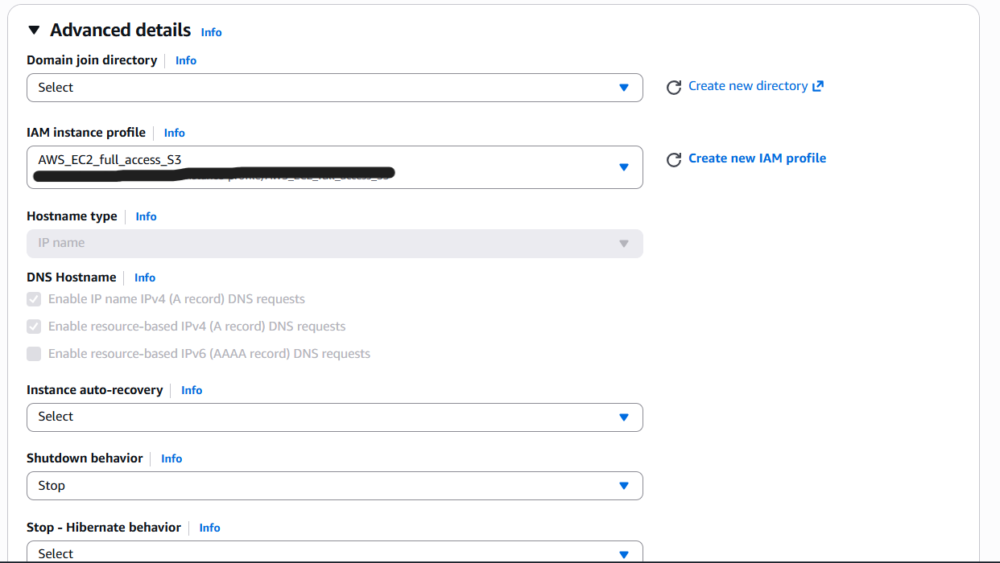 Advanced details Info
Domain join directory Info
Select
Create new directory
IAM instance profile Info
AWS_EC2_full_access_S3
Create new IAM profile
Hostname type Info
IP name
DNS Hostname Info
Enable IP name IPv4 (A record) DNS requests
Enable resource-based IPv4 (A record) DNS requests
Enable resource-based IPv6 (AAAA record) DNS requests
Instance auto-recovery Info
Select
Shutdown behavior Info
Stop
Stop - Hibernate behavior Info
Select